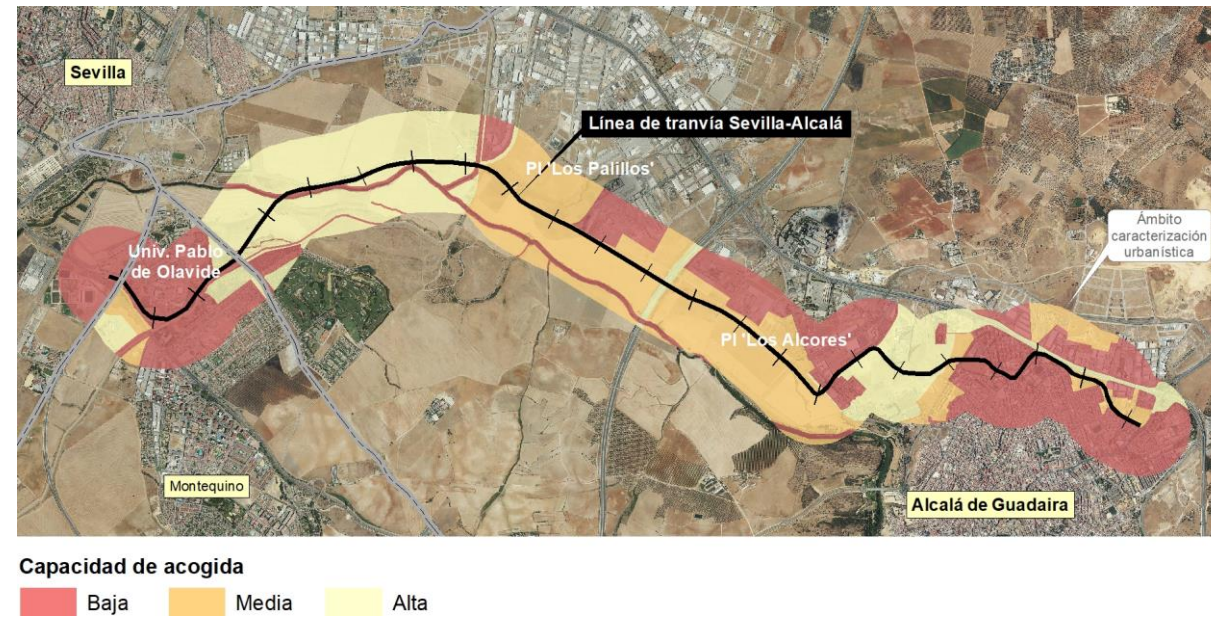 Sevilla
Línea de tranvía Sevilla-Alcalá
PI 'Los Palillos'
Ámbito
caracterización
urbanística
Univ. Pablo
de Olavide
PI 'Los Alcores'
Montequino
Alcalá de Guadaira
Capacidad de acogida
Baja
Media
Alta